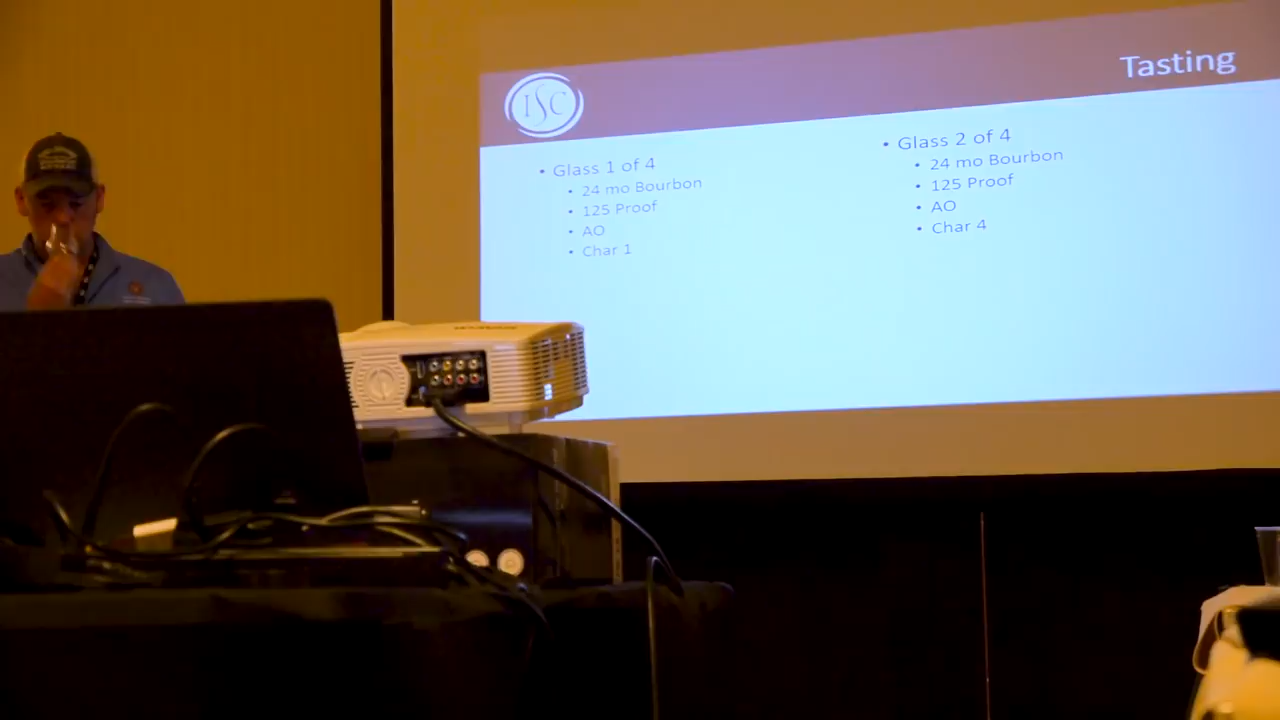 ISC
Tasting
• Glass 1 of 4
• 24 mo Bourbon
• 125 Proof
• AO
• Char 1
• Glass 2 of 4
• 24 mo Bourbon
• 125 Proof
• AO
• Char 4